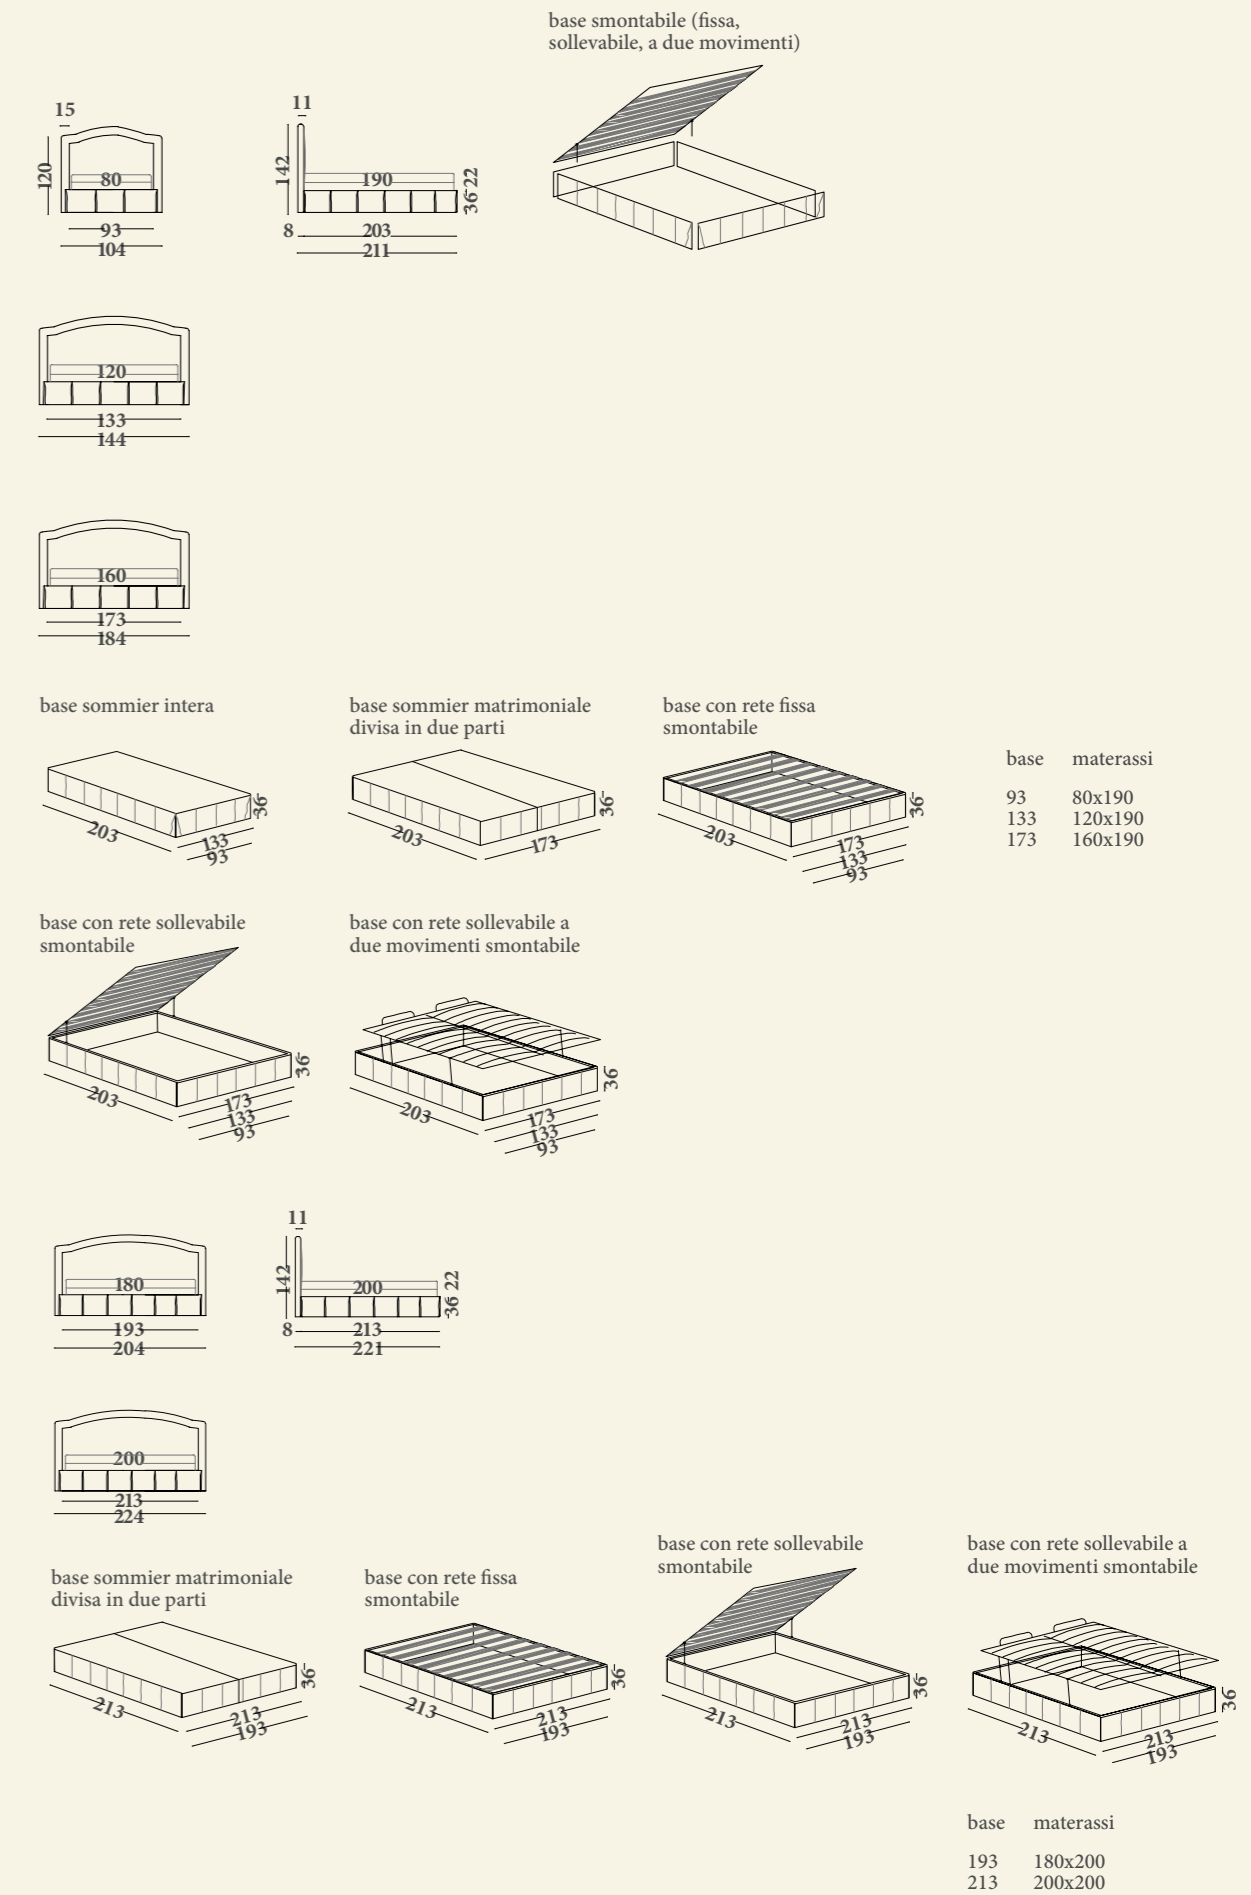 base smontabile (fissa,
sollevabile, a due movimenti)
15
120
80
93
104
11
142
190
22
36
8
203
211
120
133
144
160
173
184
base sommier intera
203
133
93
36
base sommier matrimoniale
divisa in due parti
203
173
36
base con rete fissa
smontabile
203
173
133
93
36
base materassi
93 80x190
133 120x190
173 160x190
base con rete sollevabile
smontabile
203
173
133
93
36
base con rete sollevabile a
due movimenti smontabile
203
173
133
93
36
180
193
204
11
142
200
22
36
8
213
221
200
213
224
base sommier matrimoniale
divisa in due parti
213
213
193
36
base con rete fissa
smontabile
213
213
193
36
base con rete sollevabile
smontabile
213
213
193
36
base con rete sollevabile a
due movimenti smontabile
213
213
193
36
base materassi
193 180x200
213 200x200